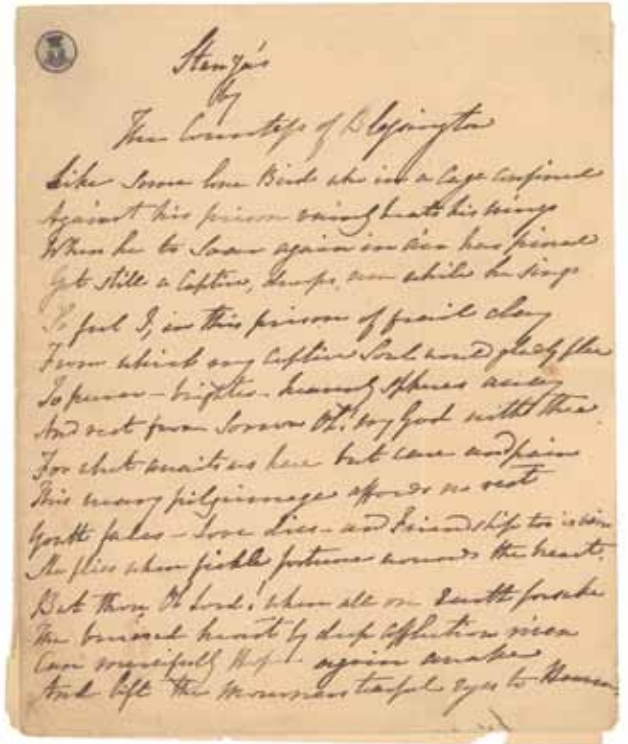 Stanza's
by
The Countess of Blessington
Like some lone Bird who in a Cage confined
Against his prison vainly beats his wings
When he to Soar again in air has pined
Yet still a Captive, droops, even while he sings
So feel I, in this prison of frail clay
From which my Captive Soul would gladly flee
To purer – brighter – heavenly spheres away
And rest from Sorrow Oh! my God with thee
For what awaits us here but care and pain
This weary pilgrimage affords no rest
Youth fades – Love dies – and Friendship too is vain
She flies when fickle fortune wounds the breast.
But thou, Oh Lord! when all on Earth forsake
The bruised heart by deep affliction riven
Can mercifully Hope again awake
And lift the Mourners tearful eyes to Heaven.